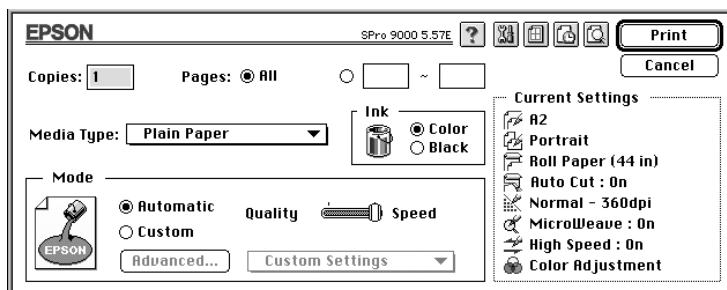 EPSON
SPro 9000 5.57E
?
Print
Cancel
Copies: 1
Pages: All
~
Media Type: Plain Paper
Ink
Color
Black
Mode
EPSON
Automatic
Custom
Quality
Speed
Advanced...
Custom Settings
Current Settings
A2
Portrait
Roll Paper (44 in)
Auto Cut : On
Normal - 360dpi
MicroWeave : On
High Speed : On
Color Adjustment